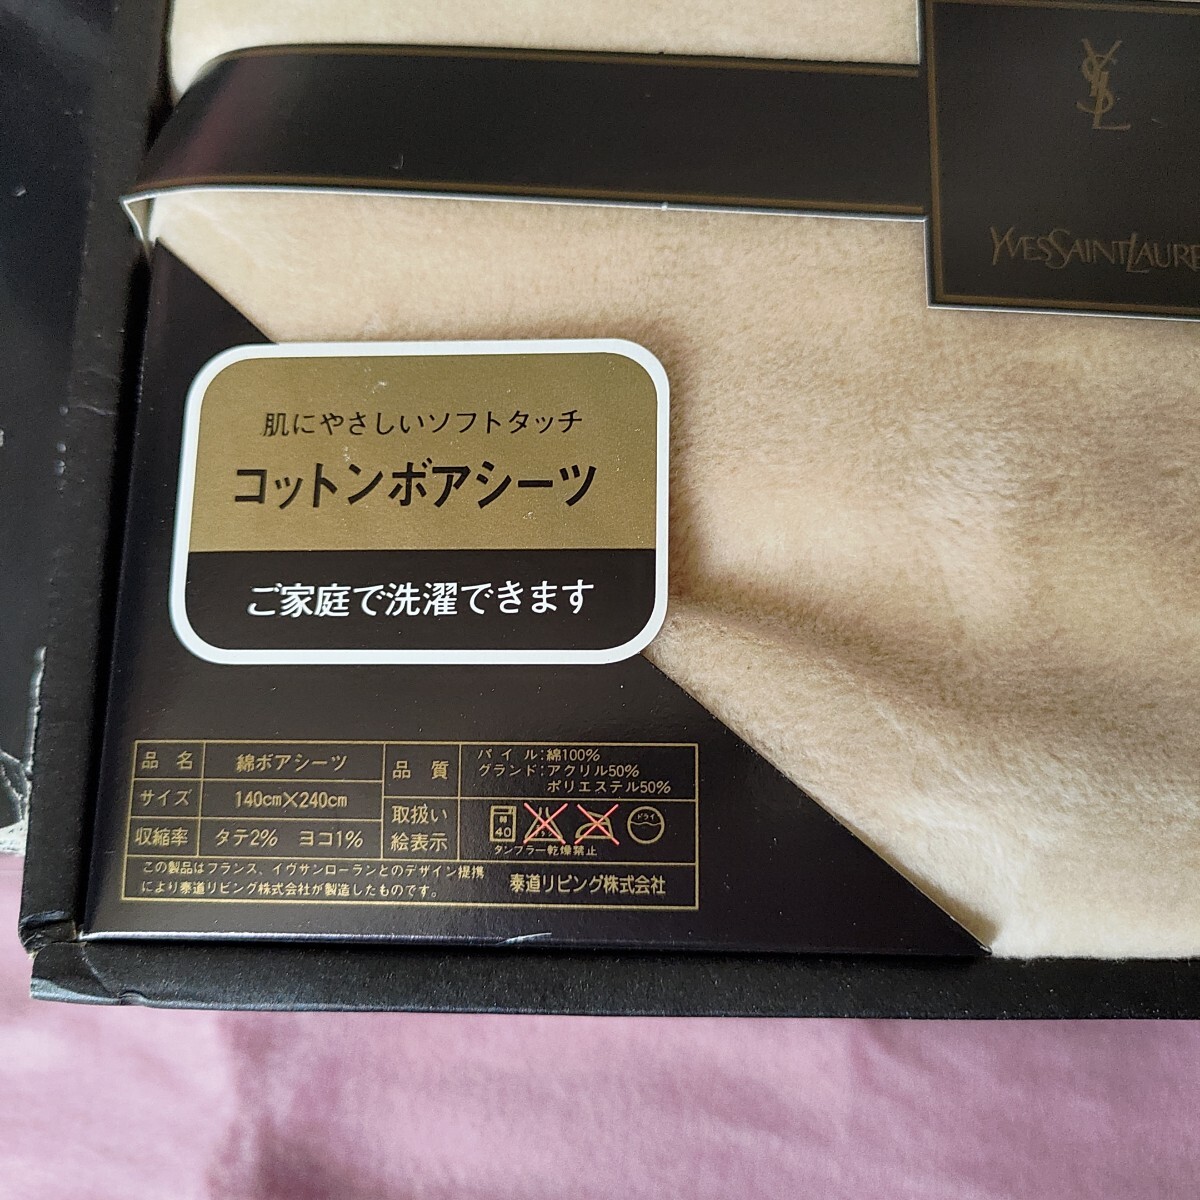 YSL
YVESSAINTLAURE
肌にやさしいソフトタッチ
コットンボアシーツ
ご家庭で洗濯できます
品名 綿ボアシーツ
サイズ 140cm×240cm
収縮率 タテ2% ヨコ1%
品質 パイル:綿100%
グランド:アクリル50%
ポリエステル50%
取扱い
絵表示
40
ドライ
タンブラー乾燥禁止
この製品はフランス、イヴサンローランとのデザイン提携
により泰道リビング株式会社が製造したものです。
泰道リビング株式会社